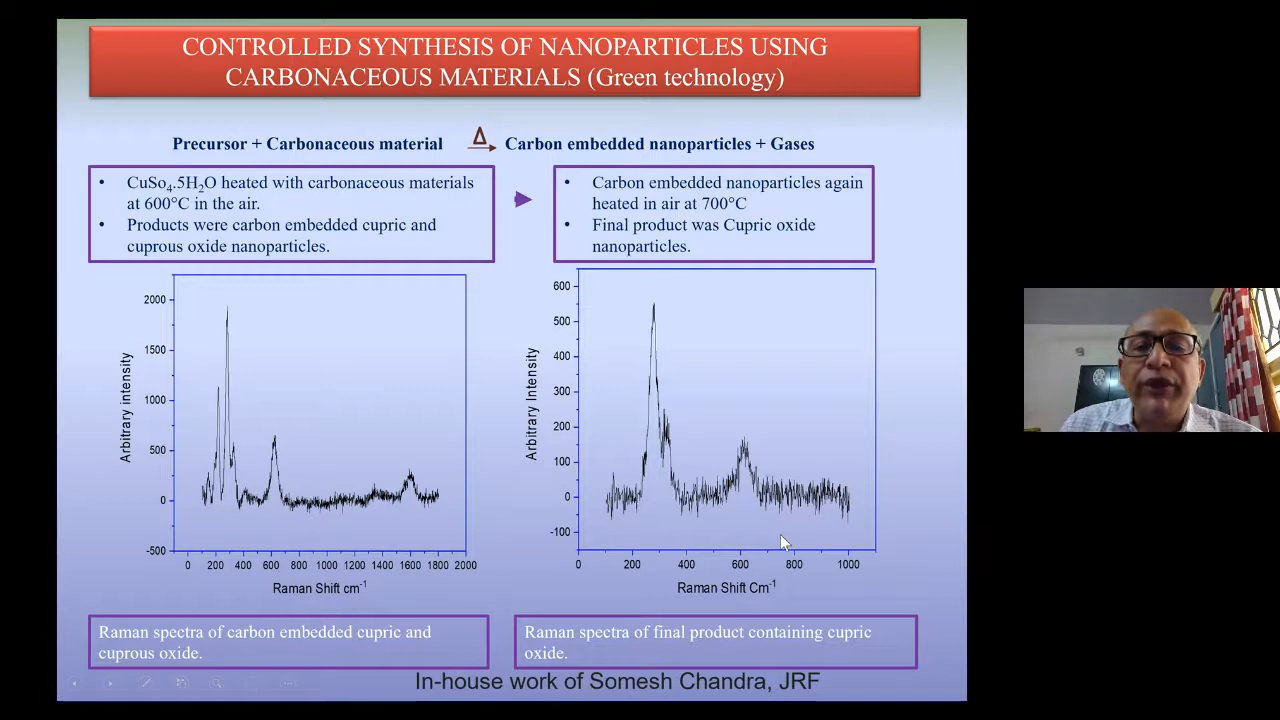 CONTROLLED SYNTHESIS OF NANOPARTICLES USING
CARBONACEOUS MATERIALS (Green technology)
Precursor + Carbonaceous material Δ Carbon embedded nanoparticles + Gases
• CuSo₄.5H₂O heated with carbonaceous materials
at 600°C in the air.
• Products were carbon embedded cupric and
cuprous oxide nanoparticles.
• Carbon embedded nanoparticles again
heated in air at 700°C
• Final product was Cupric oxide
nanoparticles.
Arbitrary intensity
2000
1500
1000
500
0
-500
0 200 400 600 800 1000 1200 1400 1600 1800 2000
Raman Shift cm⁻¹
Arbitrary Intensity
600
500
400
300
200
100
0
-100
0 200 400 600 800 1000
Raman Shift Cm⁻¹
Raman spectra of carbon embedded cupric and
cuprous oxide.
Raman spectra of final product containing cupric
oxide.
In-house work of Somesh Chandra, JRF